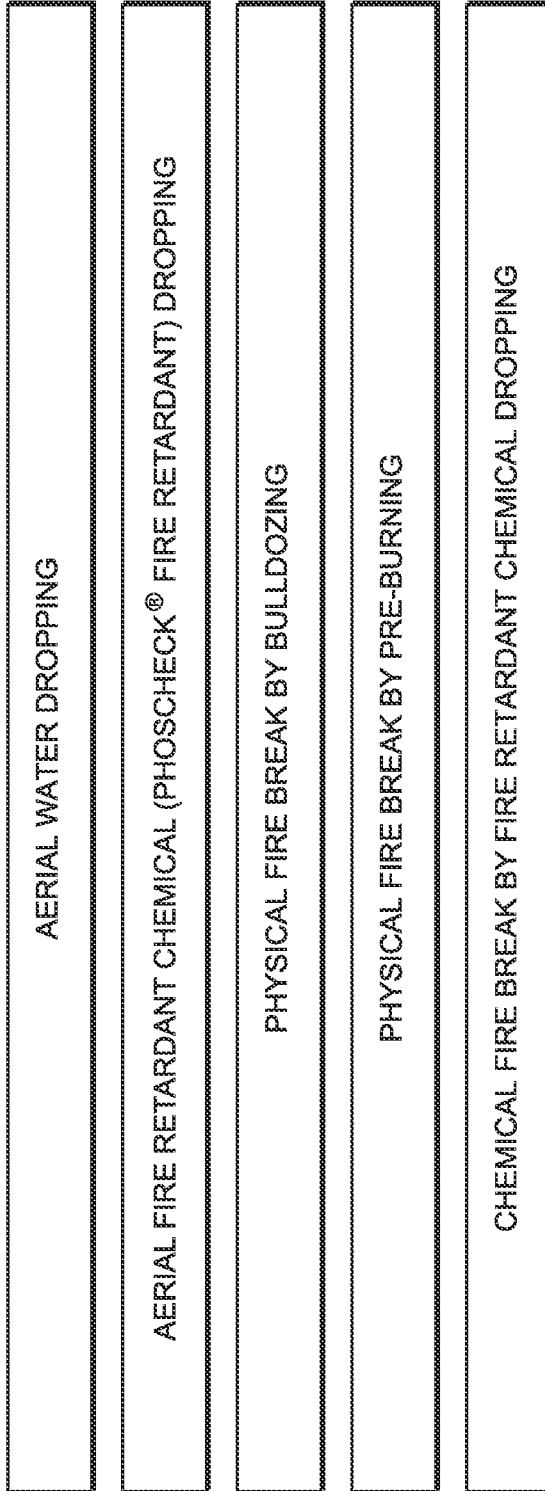 AERIAL WATER DROPPING
AERIAL FIRE RETARDANT CHEMICAL (PHOSCHECK® FIRE RETARDANT) DROPPING
PHYSICAL FIRE BREAK BY BULLDOZING
PHYSICAL FIRE BREAK BY PRE-BURNING
CHEMICAL FIRE BREAK BY FIRE RETARDANT CHEMICAL DROPPING